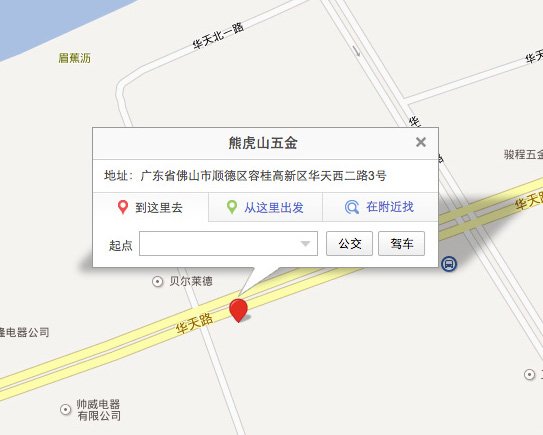 华天北一路
眉蕉沥
华天
华
熊虎山五金
地址：广东省佛山市顺德区容桂高新区华天西二路3号
骏程五金
到这里去
从这里出发
在附近找
华天路
起点
公交
驾车
贝尔莱德
华天路
隆电器公司
帅威电器
有限公司